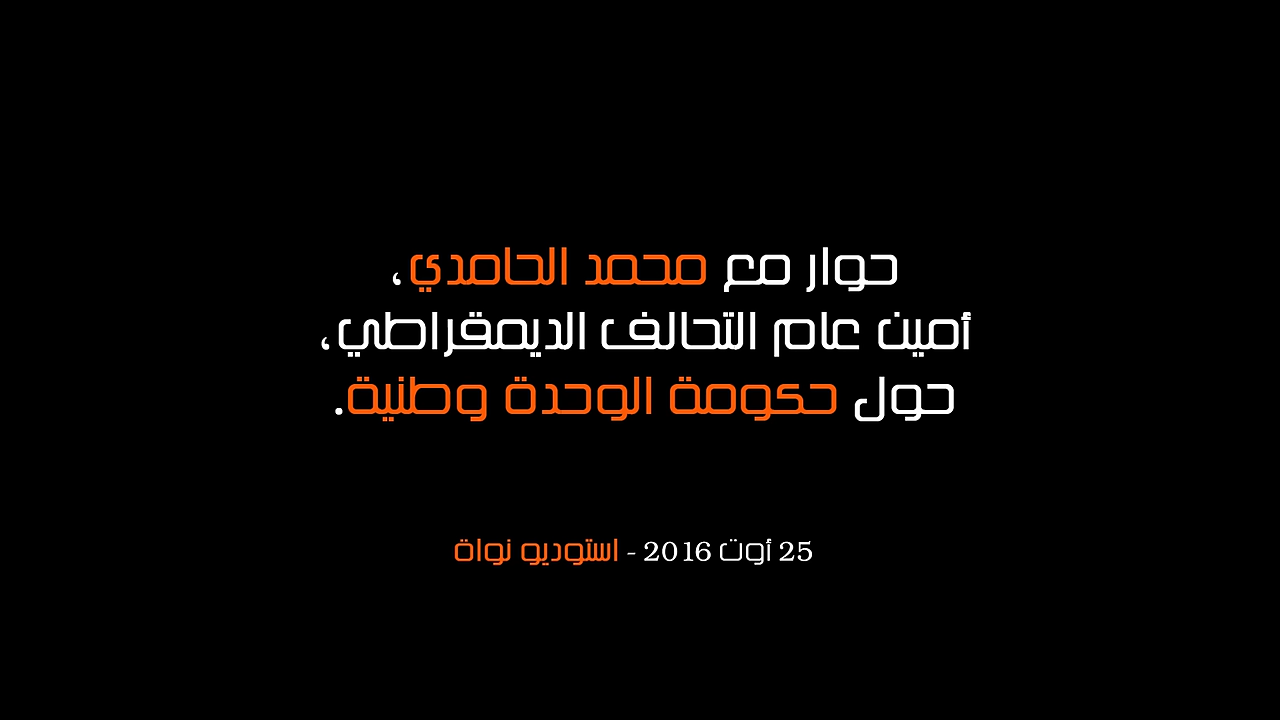 حوار مع محمد الحامدي،
أمين عام التحالف الديمقراطي،
حول حكومة الوحدة وطنية.
25 أوت 2016 - استوديو نواة